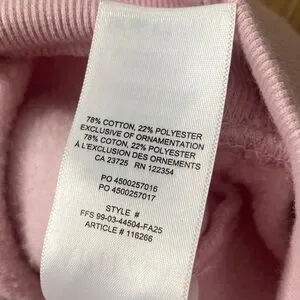 78% COTTON, 22% POLYESTER
EXCLUSIVE OF ORNAMENTATION
78% COTON, 22% POLYESTER
À L'EXCLUSION DES ORNEMENTS
CA 23725 RN 122354
PO 4500257016
PO 4500257017
STYLE #
FFS 99-03-44504-FA25
ARTICLE # 116266